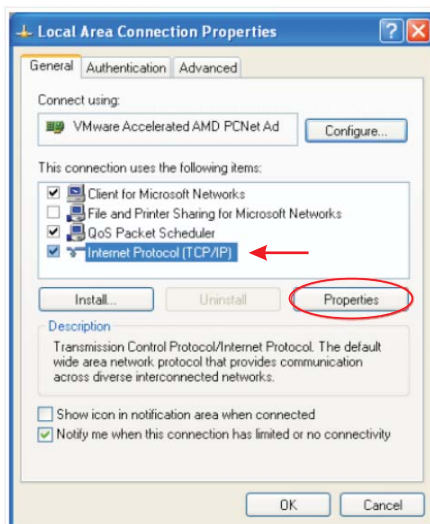 Local Area Connection Properties
General Authentication Advanced
Connect using:
VMware Accelerated AMD PCNet Ad
Configure...
This connection uses the following items:
Client for Microsoft Networks
File and Printer Sharing for Microsoft Networks
QoS Packet Scheduler
Internet Protocol (TCP/IP)
Install... Uninstall Properties
Description
Transmission Control Protocol/Internet Protocol. The default
wide area network protocol that provides communication
across diverse interconnected networks.
Show icon in notification area when connected
Notify me when this connection has limited or no connectivity
OK Cancel